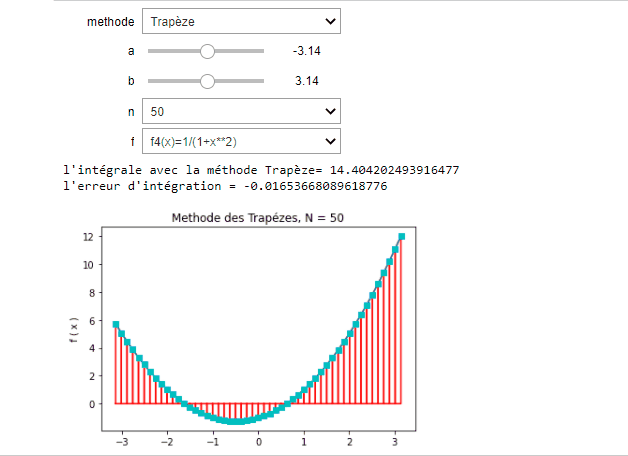 methode Trapèze
a -3.14
b 3.14
n 50
f f4(x)=1/(1+x**2)
l'intégrale avec la méthode Trapèze= 14.404202493916477
l'erreur d'intégration = -0.01653668089618776
Methode des Trapézes, N = 50
12
10
8
6
4
2
0
f ( x )
−3 −2 −1 0 1 2 3